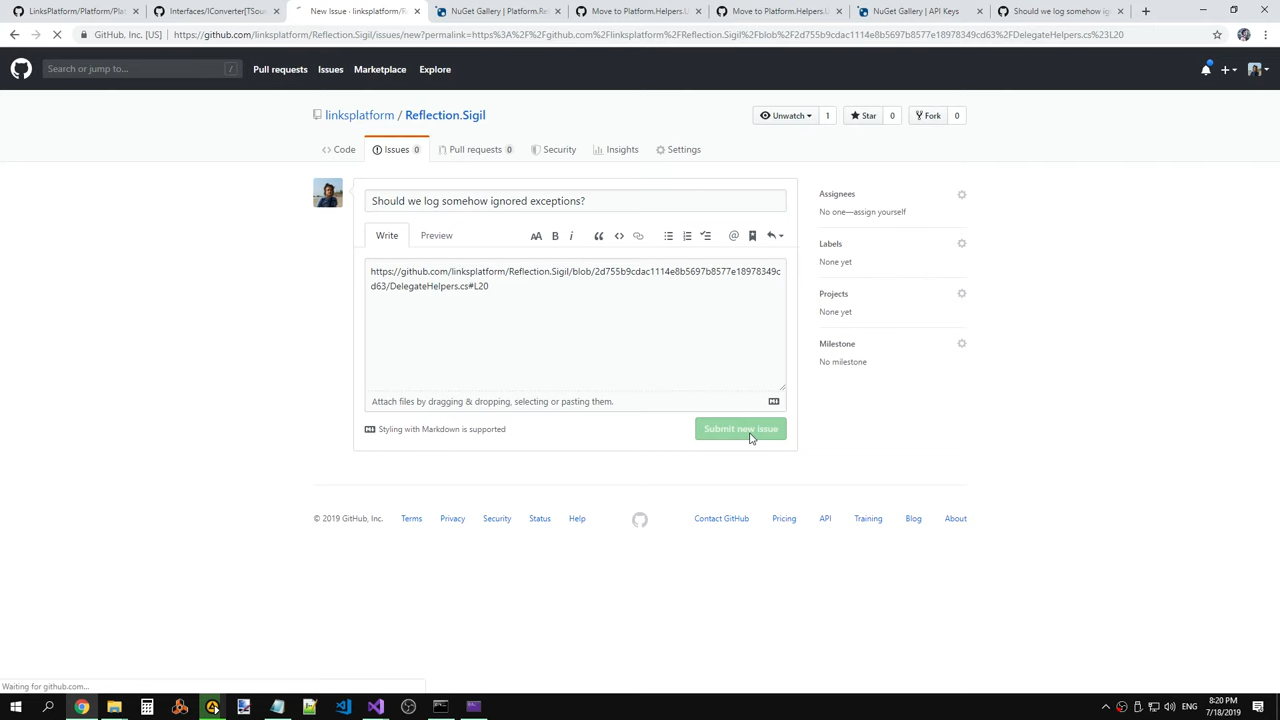 LinksPlatform/Platform/Plat
Interfaces/IConverter[TSourc
New Issue · linksplatform/Re
NuGet Gallery | Platform.Re
Move to Platform.Helpers.U
Move to Platform.Helpers.U
NuGet Gallery | API Keys
Should we log somehow ign
GitHub, Inc. [US]
https://github.com/linksplatform/Reflection.Sigil/issues/new?permalink=https%3A%2F%2Fgithub.com%2Flinksplatform%2FReflection.Sigil%2Fblob%2F2d755b9cdac1114e8b5697b8577e18978349cd63%2FDelegateHelpers.cs%23L20
Search or jump to...
/
Pull requests
Issues
Marketplace
Explore
linksplatform / Reflection.Sigil
Unwatch 1
Star 0
Fork 0
Code
Issues 0
Pull requests 0
Security
Insights
Settings
Should we log somehow ignored exceptions?
Write
Preview
https://github.com/linksplatform/Reflection.Sigil/blob/2d755b9cdac1114e8b5697b8577e18978349c
d63/DelegateHelpers.cs#L20
Attach files by dragging & dropping, selecting or pasting them.
Styling with Markdown is supported
Submit new issue
Assignees
No one—assign yourself
Labels
None yet
Projects
None yet
Milestone
No milestone
© 2019 GitHub, Inc.
Terms
Privacy
Security
Status
Help
Contact GitHub
Pricing
API
Training
Blog
About
Waiting for github.com...
8:20 PM
7/18/2019